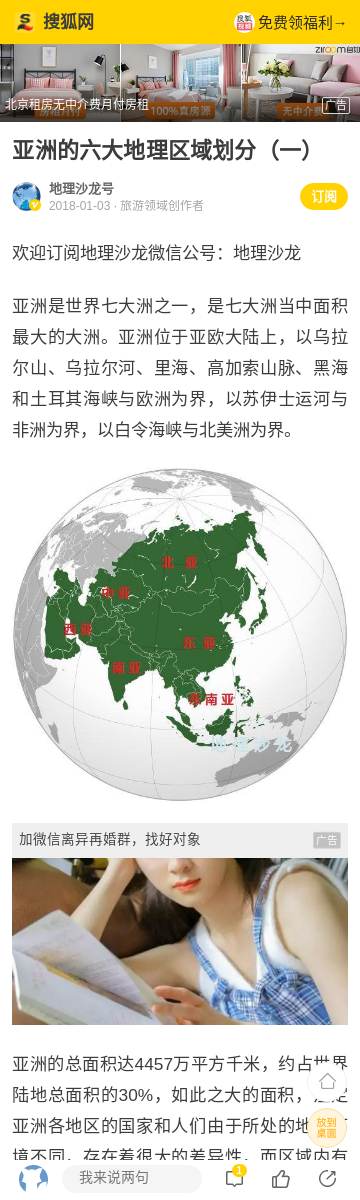 搜狐网
免费领福利→
北京租房无中介费月付房租
广告
亚洲的六大地理区域划分（一）
地理沙龙号
2018-01-03 · 旅游领域创作者
订阅
欢迎订阅地理沙龙微信公号：地理沙龙
亚洲是世界七大洲之一，是七大洲当中面积
最大的大洲。亚洲位于亚欧大陆上，以乌拉
尔山、乌拉尔河、里海、高加索山脉、黑海
和土耳其海峡与欧洲为界，以苏伊士运河与
非洲为界，以白令海峡与北美洲为界。
北 亚
中 亚
西 亚
东 亚
南 亚
东南亚
地理沙龙
加微信离异再婚群，找好对象
广告
亚洲的总面积达4457万平方千米，约占世界
陆地总面积的30%，如此之大的面积，
亚洲各地区的国家和人们由于所处的地
放到
桌面
境不同，存在着很大的差异性，而区域内有
我来说两句
1